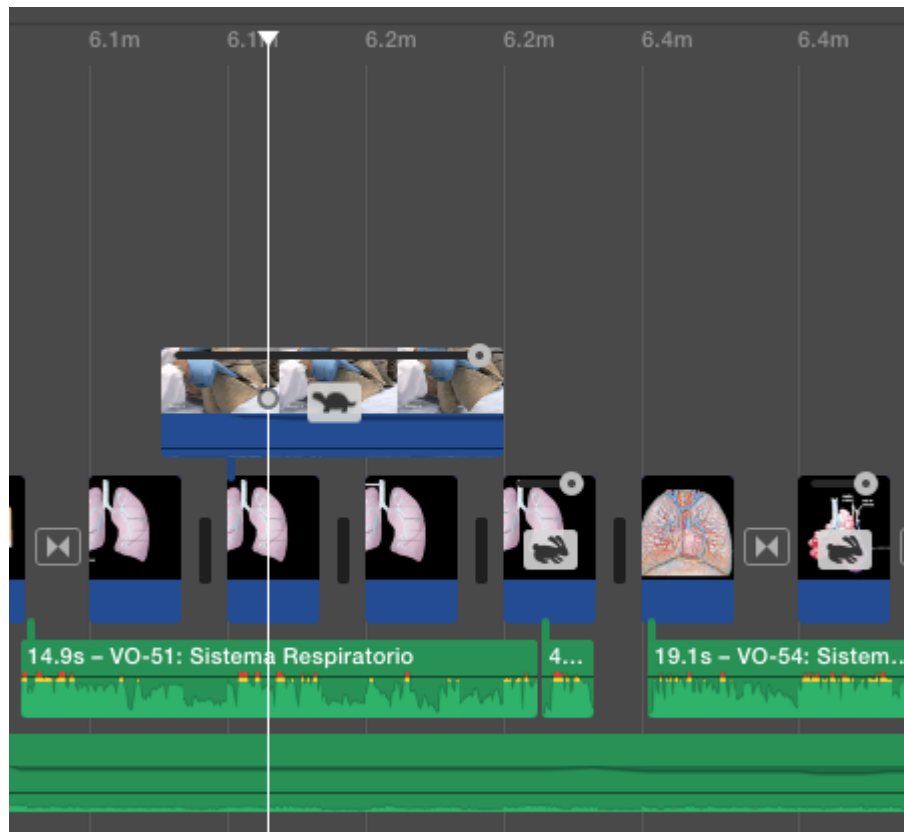 6.1m 6.1m 6.2m 6.2m 6.4m 6.4m
14.9s – VO-51: Sistema Respiratorio 4... 19.1s – VO-54: Sistem...